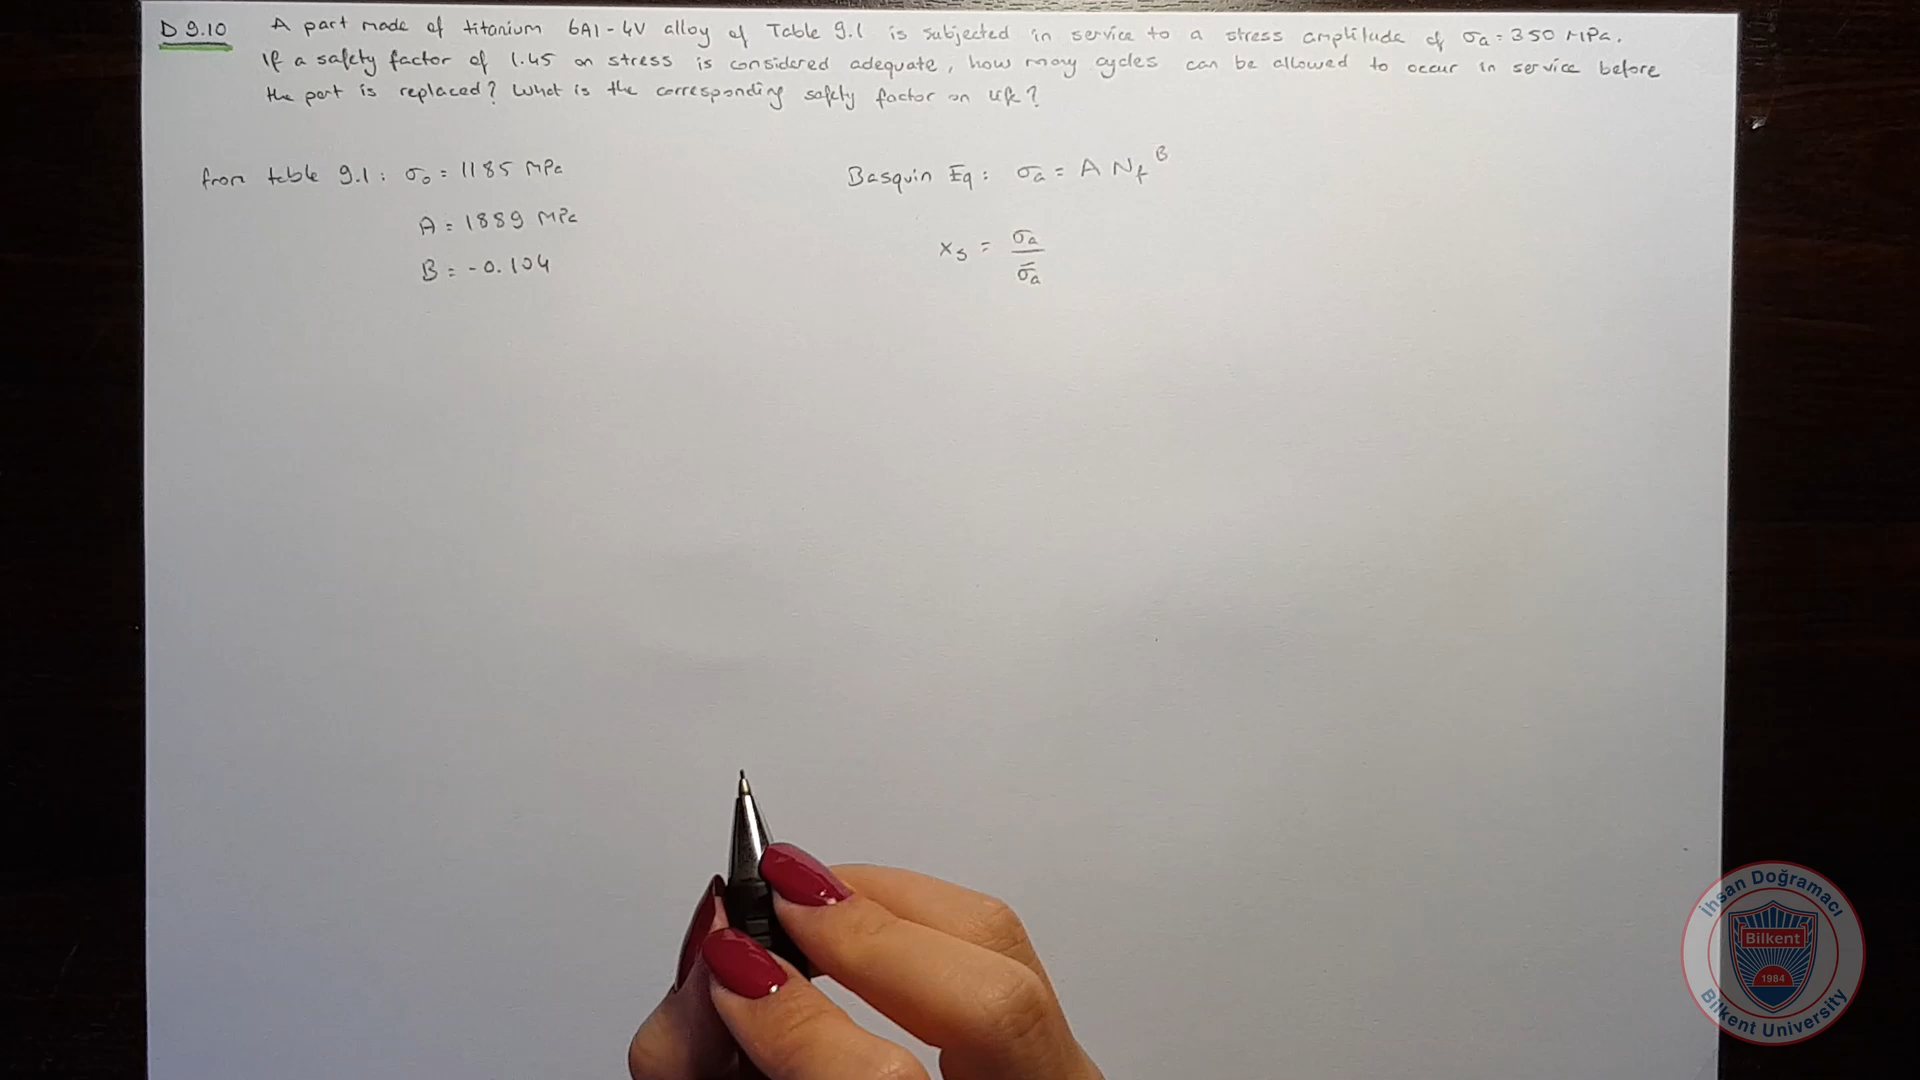 D 9.10 A part made of titanium 6Al-4V alloy of Table 9.1 is subjected in service to a stress amplitude of σa = 350 MPa.
If a safety factor of 1.45 on stress is considered adequate, how many cycles can be allowed to occur in service before
the part is replaced? What is the corresponding safety factor on life?
from table 9.1: σo = 1185 MPa
A = 1889 MPa
B = -0.104
Basquin Eq: σa = A Nf^B
xs = σa / σ̄a
İhsan Doğramacı
Bilkent
1984
Bilkent University